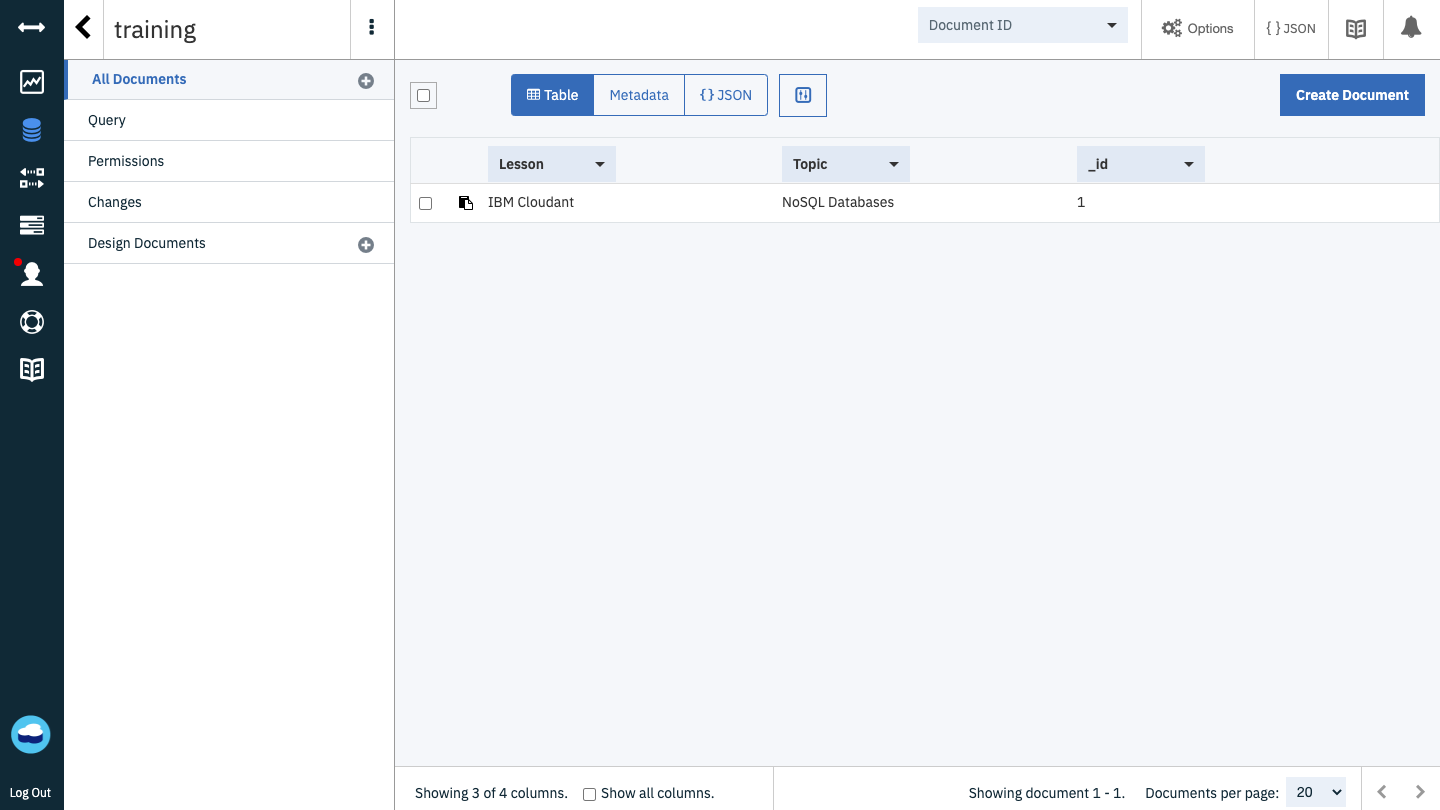 training
Document ID
Options
{ } JSON
All Documents
Query
Permissions
Changes
Design Documents
Table
Metadata
{ } JSON
Create Document
Lesson
Topic
_id
IBM Cloudant
NoSQL Databases
1
Showing 3 of 4 columns.
Show all columns.
Showing document 1 - 1.
Documents per page:
20
Log Out